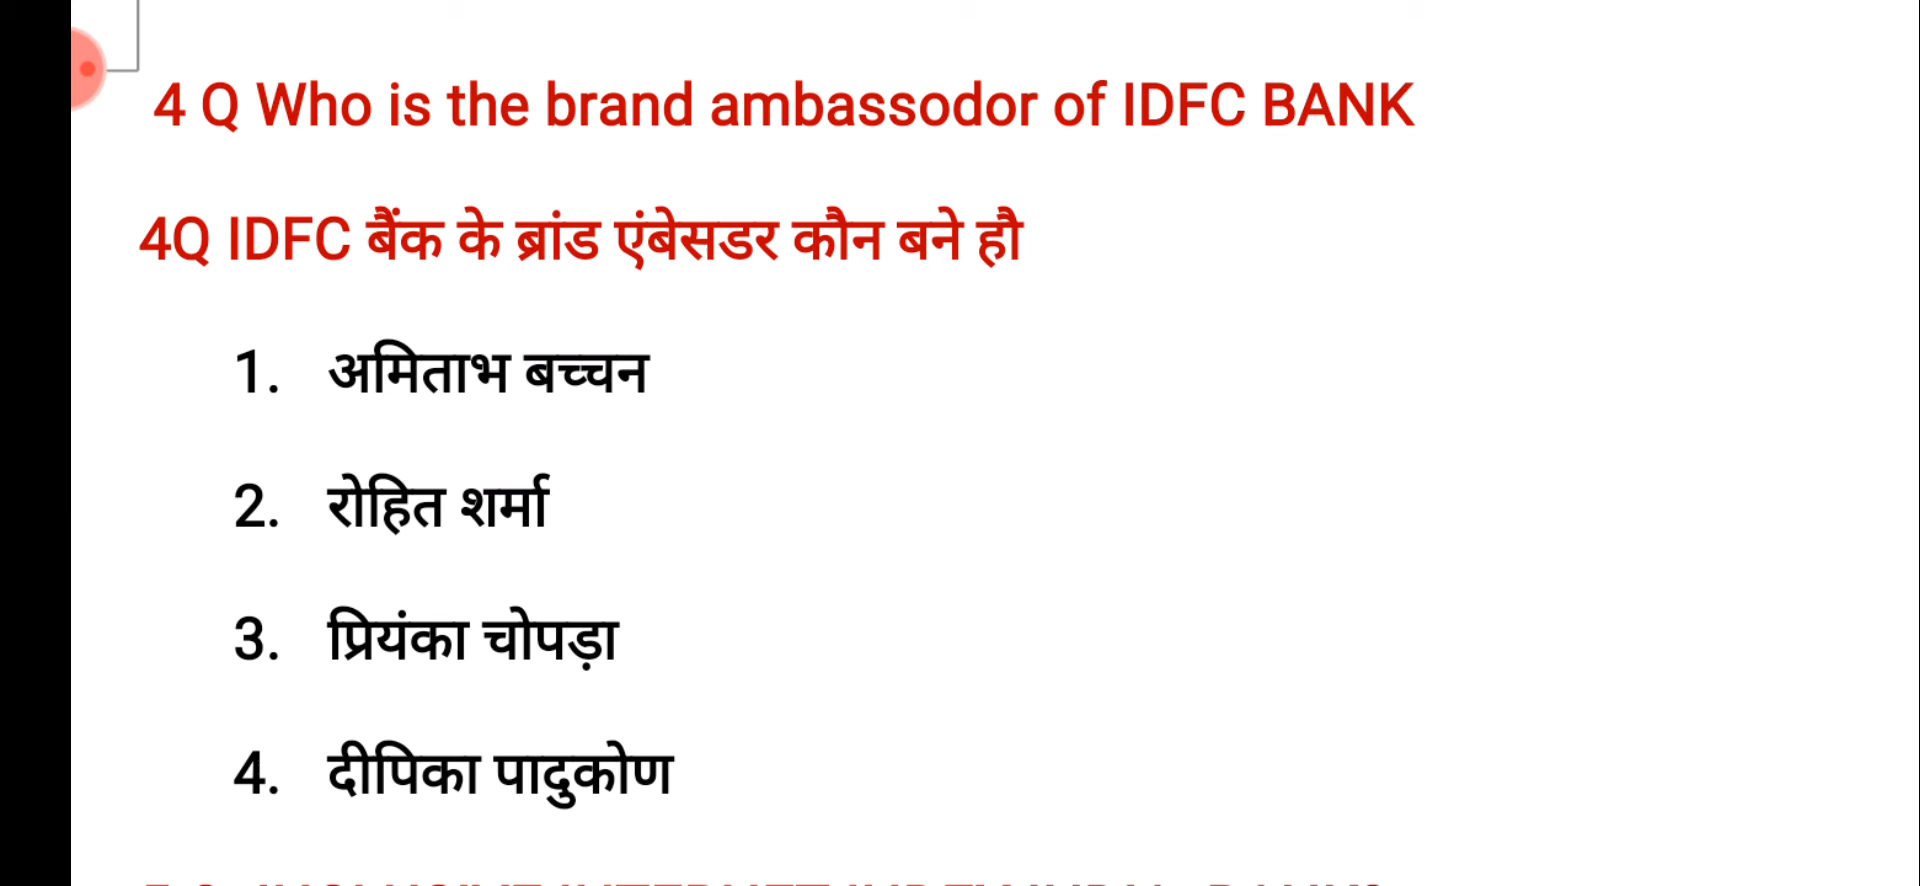 4 Q Who is the brand ambassodor of IDFC BANK
4Q IDFC बैंक के ब्रांड एंबेसडर कौन बने हौ
1. अमिताभ बच्चन
2. रोहित शर्मा
3. प्रियंका चोपड़ा
4. दीपिका पादुकोण